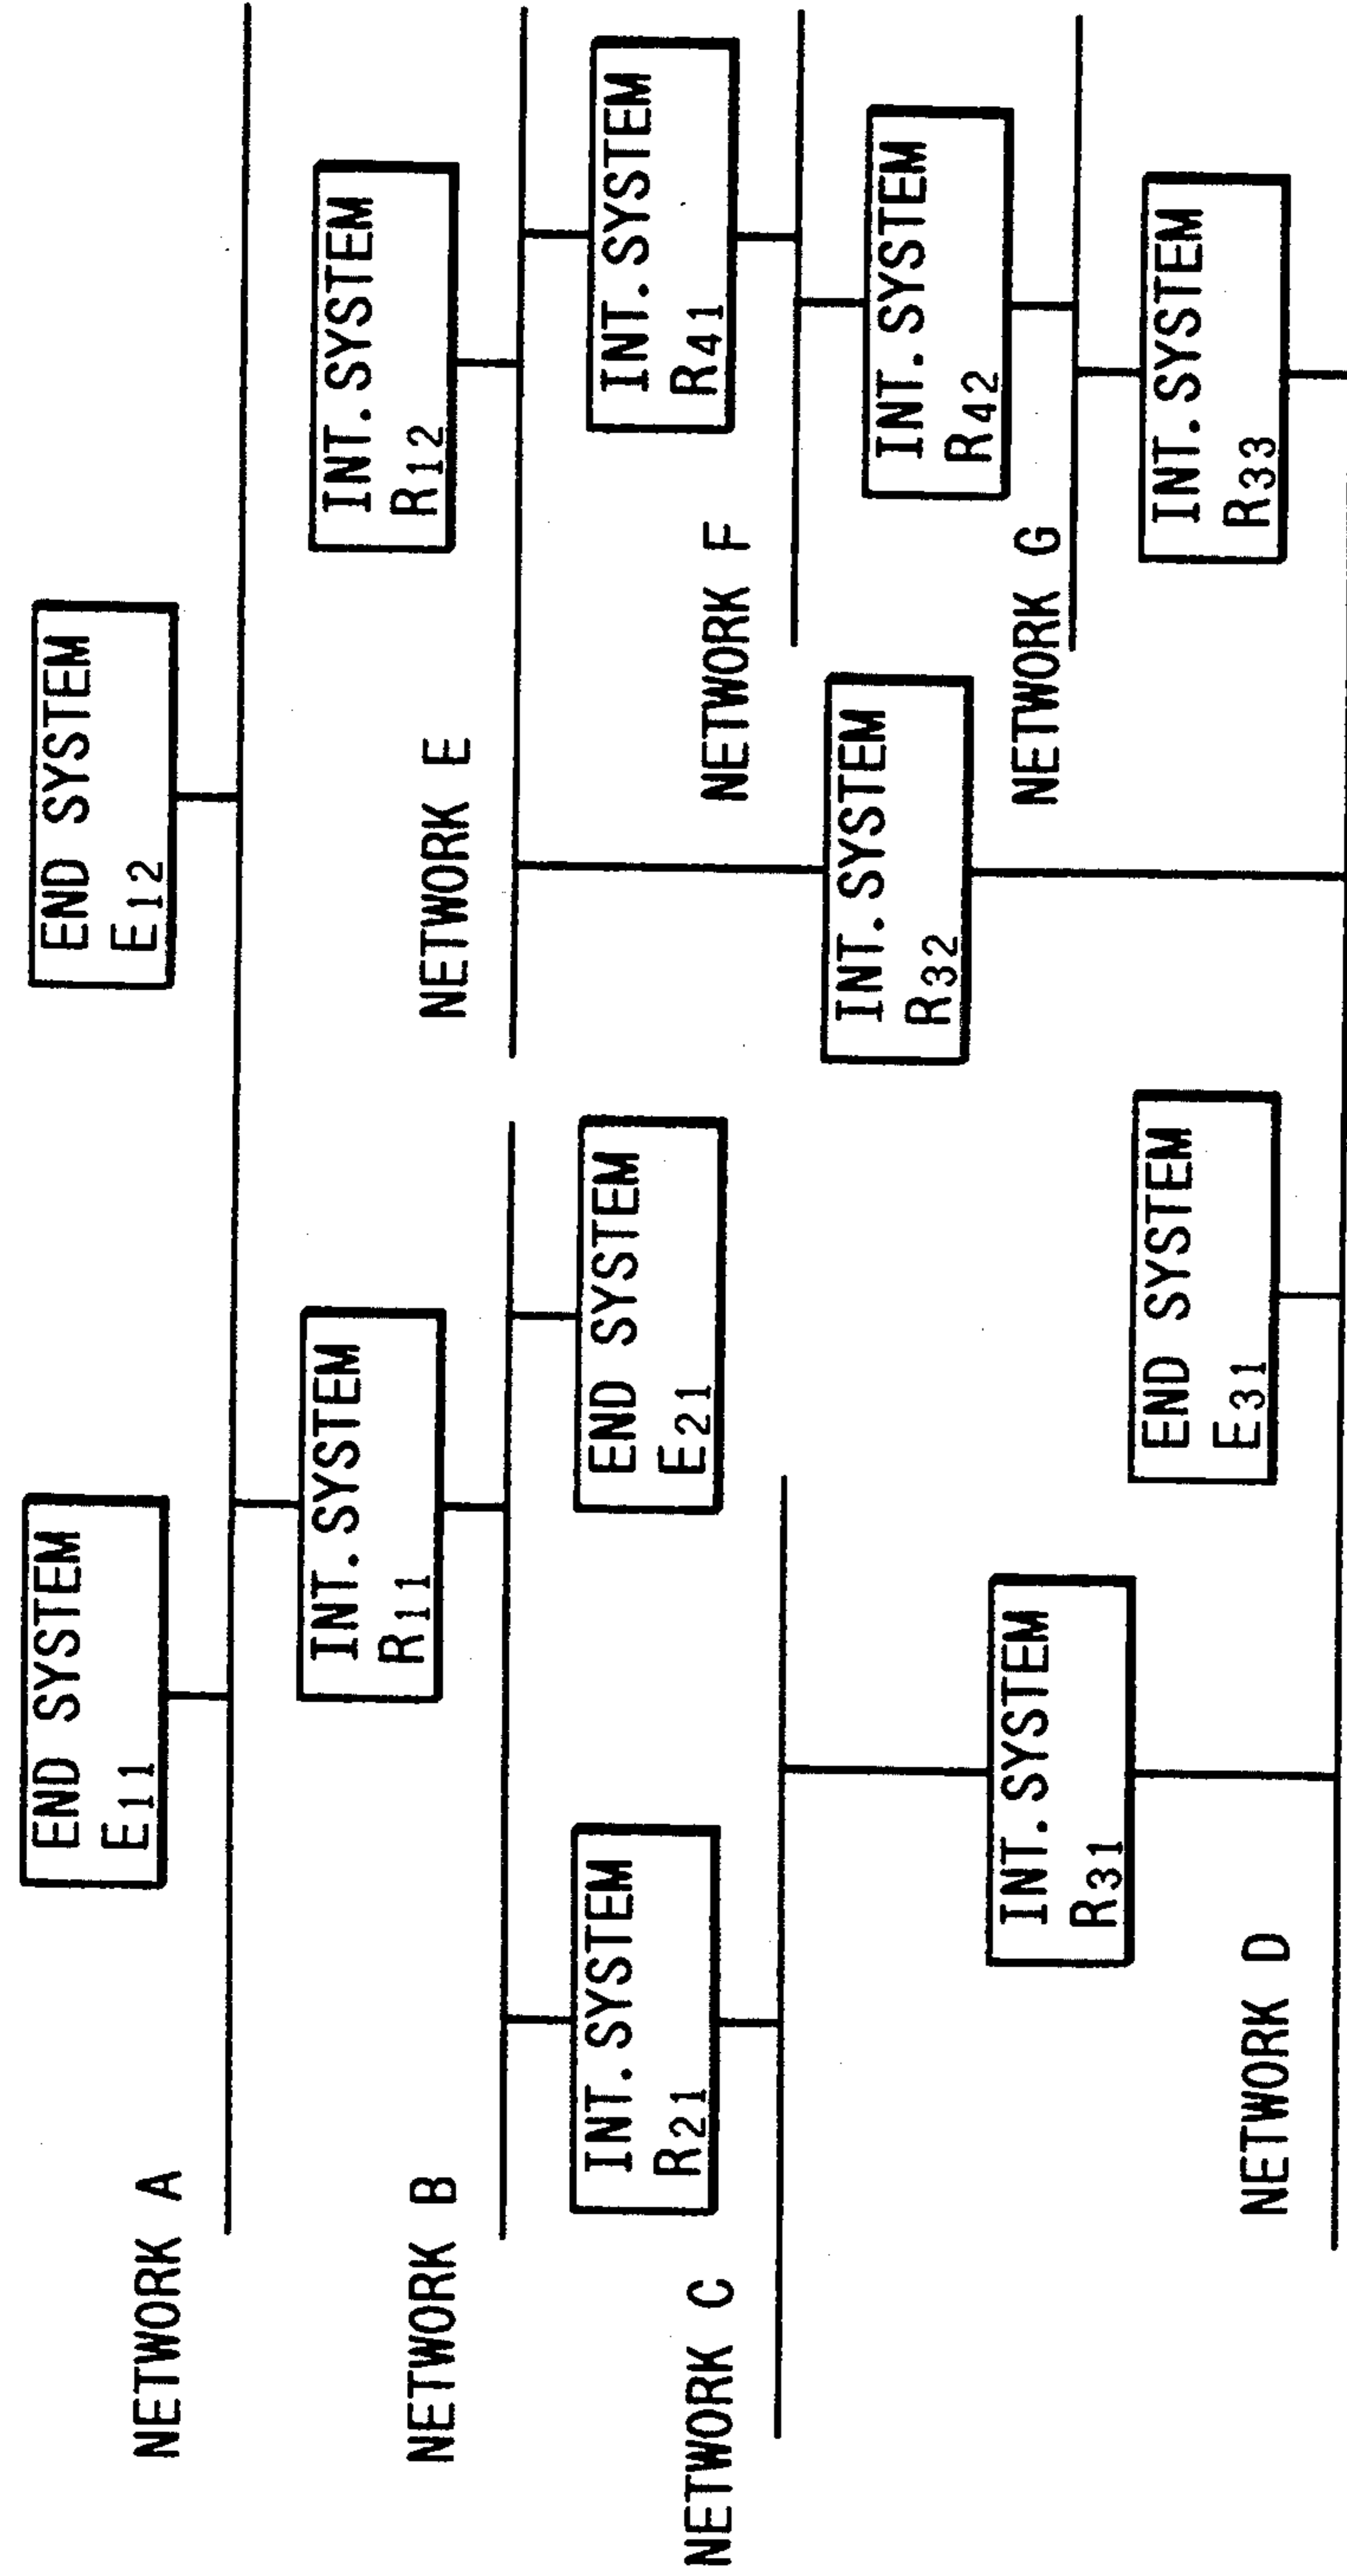 END SYSTEM
E11
END SYSTEM
E12
NETWORK A
INT.SYSTEM
R11
INT.SYSTEM
R12
NETWORK B
NETWORK E
INT.SYSTEM
R21
END SYSTEM
E21
INT.SYSTEM
R41
NETWORK C
NETWORK F
INT.SYSTEM
R32
INT.SYSTEM
R42
INT.SYSTEM
R31
NETWORK G
END SYSTEM
E31
INT.SYSTEM
R33
NETWORK D